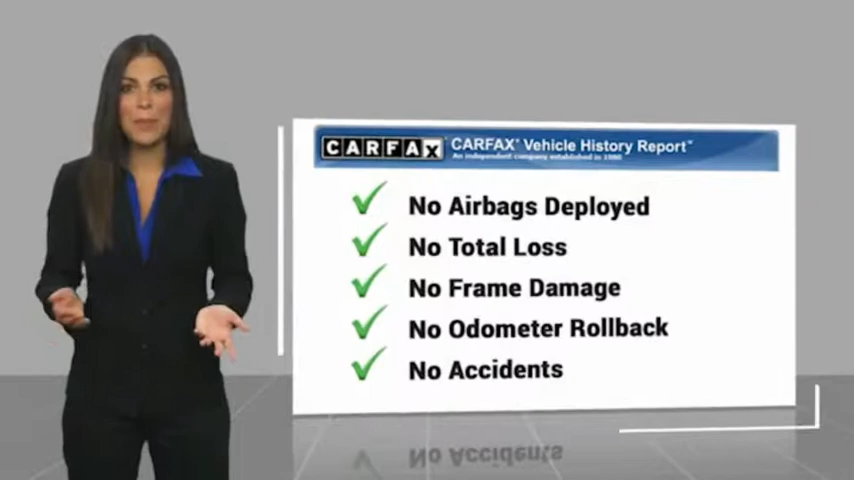 CARFAX CARFAX® Vehicle History Report™
An independent company established in 1986
No Airbags Deployed
No Total Loss
No Frame Damage
No Odometer Rollback
No Accidents
No Accidents